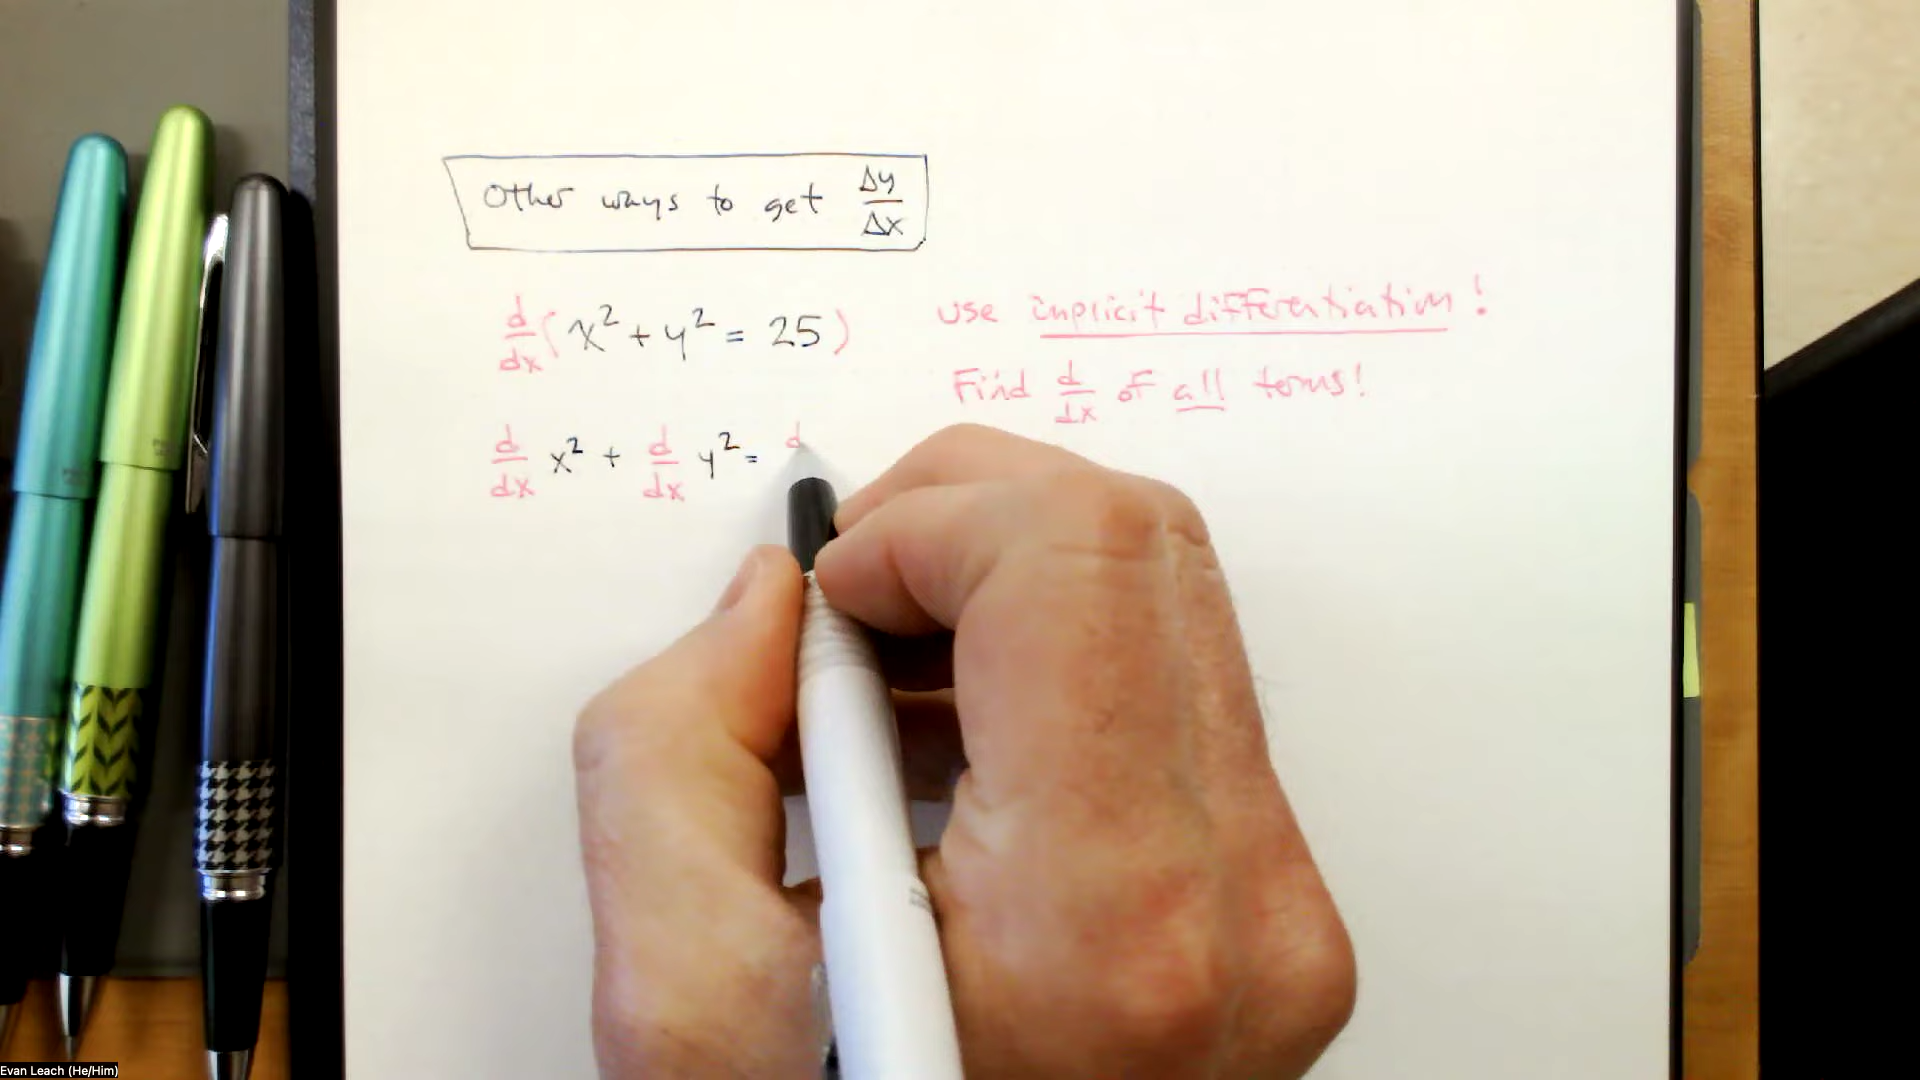 Other ways to get Δy/Δx
d/dx ( x² + y² = 25 )
Use implicit differentiation!
Find d/dx of all terms!
d/dx x² + d/dx y² = d
Evan Leach (He/Him)